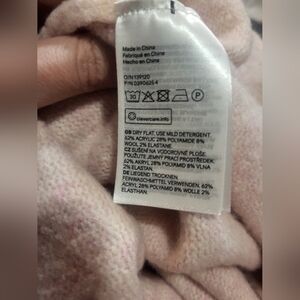 Made in China
Fabriqué en Chine
Hecho en China
30
P
clevercare.info
GB DRY FLAT, USE MILD DETERGENT.
62% ACRYLIC 28% POLYAMIDE 8%
WOOL 2% ELASTANE
CZ SUŠENÍ NA VODOROVNÉ PLOŠE.
POUŽIJTE JEMNÝ PRACÍ PROSTŘEDEK.
62% ACRYL 28% POLYAMID 8% VLNA
2% ELASTAN
DE LIEGEND TROCKNEN.
FEINWASCHMITTEL VERWENDEN. 62%
ACRYL 28% POLYAMID 8% WOLLE 2%
ELASTHAN